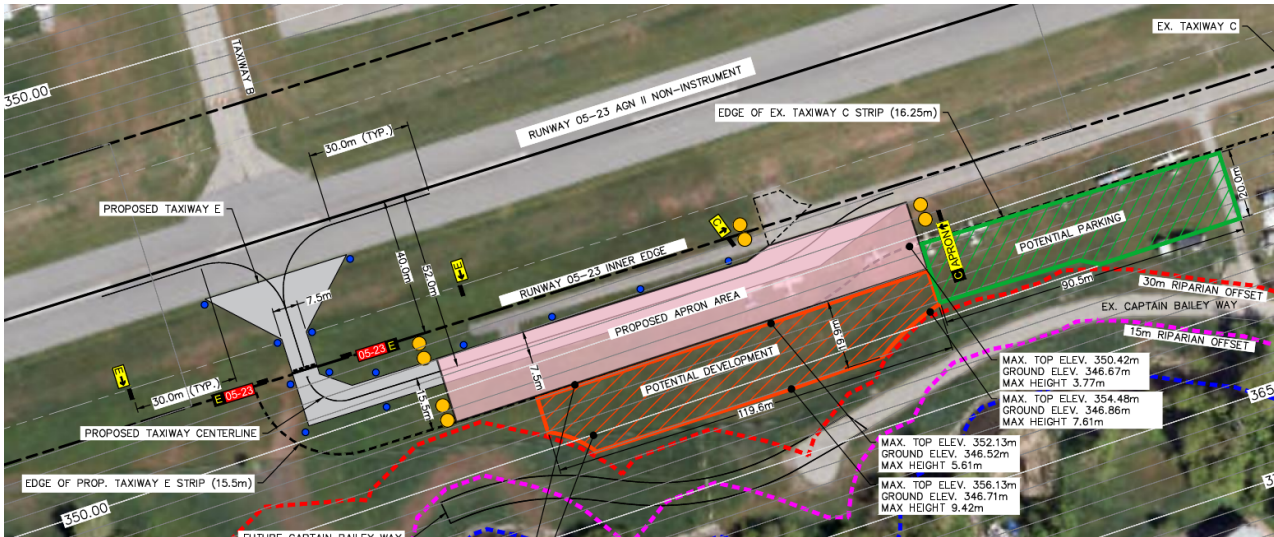 EX. TAXIWAY C
TAXIWAY B
350.00
RUNWAY 05-23 AGN II NON-INSTRUMENT
EDGE OF EX. TAXIWAY C STRIP (16.25m)
30.0m (TYP.)
PROPOSED TAXIWAY E
20.0m
C
POTENTIAL PARKING
40.0m
52.0m
E
RUNWAY 05-23 INNER EDGE
C APRON
7.5m
PROPOSED APRON AREA
90.5m
30m RIPARIAN OFFSET
EX. CAPTAIN BAILEY WAY
15m RIPARIAN OFFSET
05-23 E
7.5m
19.9m
POTENTIAL DEVELOPMENT
E
30.0m (TYP.)
E 05-23
15.5m
119.6m
MAX. TOP ELEV. 350.42m
GROUND ELEV. 346.67m
MAX HEIGHT 3.77m
MAX. TOP ELEV. 354.48m
GROUND ELEV. 346.86m
MAX HEIGHT 7.61m
365
PROPOSED TAXIWAY CENTERLINE
MAX. TOP ELEV. 352.13m
GROUND ELEV. 346.52m
MAX HEIGHT 5.61m
EDGE OF PROP. TAXIWAY E STRIP (15.5m)
MAX. TOP ELEV. 356.13m
GROUND ELEV. 346.71m
MAX HEIGHT 9.42m
350.00
FUTURE CAPTAIN BAILEY WAY